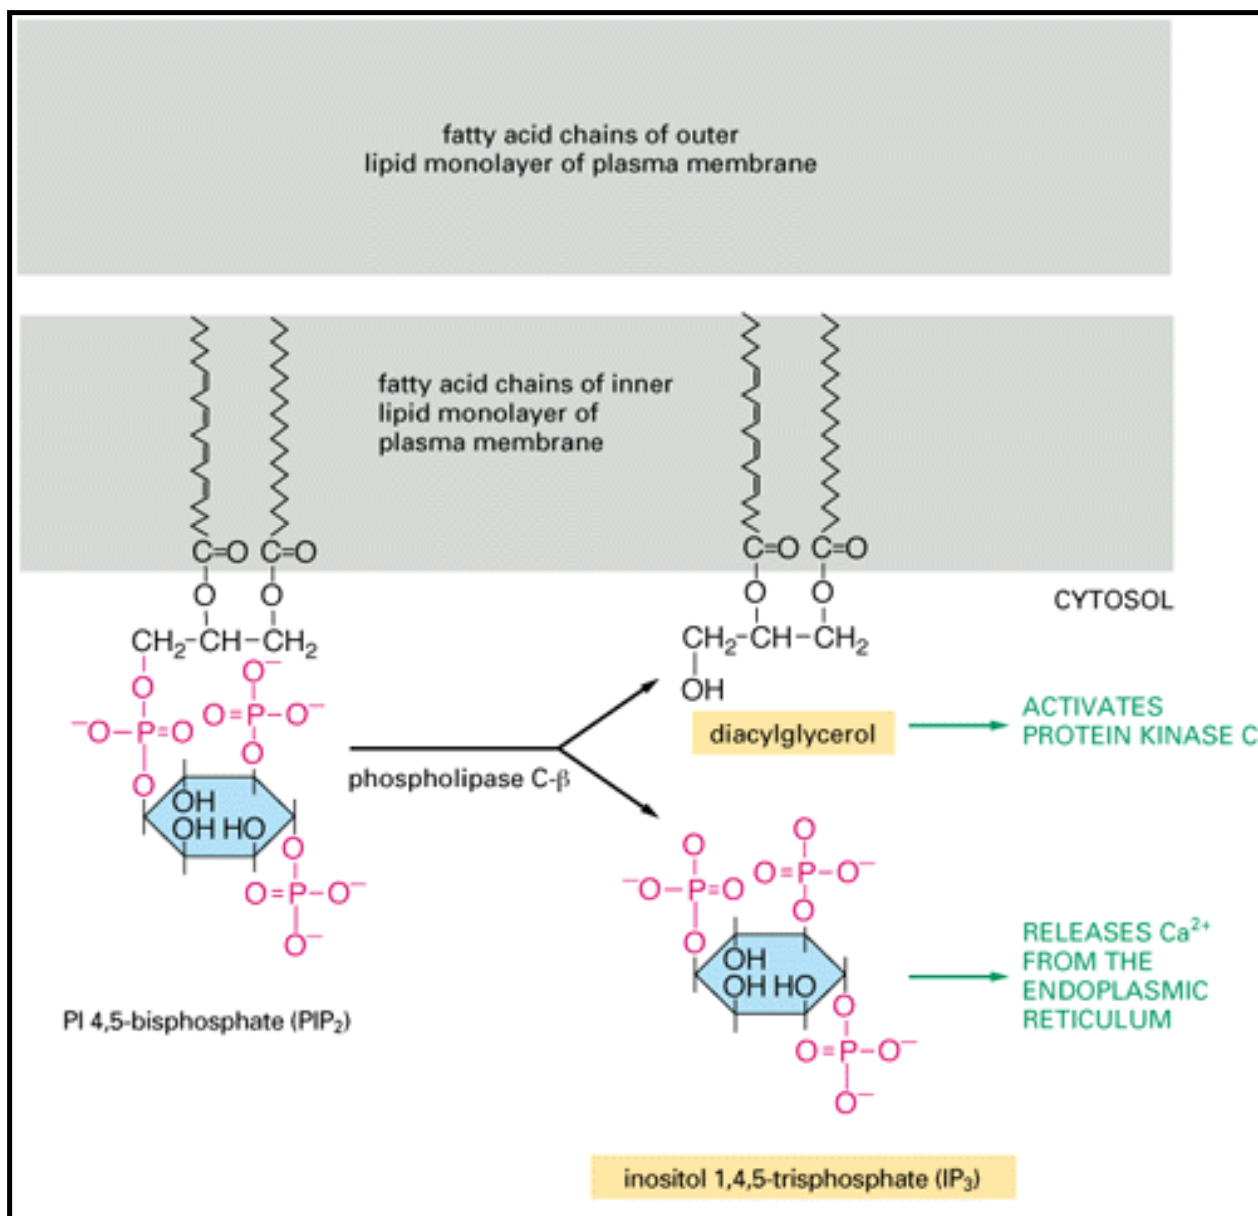 fatty acid chains of outer
lipid monolayer of plasma membrane
fatty acid chains of inner
lipid monolayer of
plasma membrane
C=O C=O
C=O C=O
O O
O O
CYTOSOL
CH₂-CH-CH₂
CH₂-CH-CH₂
OH
O
O⁻
⁻O-P=O
O=P-O⁻
O
O
OH
OH HO
O
O=P-O⁻
O⁻
phospholipase C-β
diacylglycerol
ACTIVATES
PROTEIN KINASE C
PI 4,5-bisphosphate (PIP₂)
O
O
⁻O-P=O
O=P-O⁻
O
O
OH
OH HO
O
O=P-O⁻
O⁻
RELEASES Ca²⁺
FROM THE
ENDOPLASMIC
RETICULUM
inositol 1,4,5-trisphosphate (IP₃)